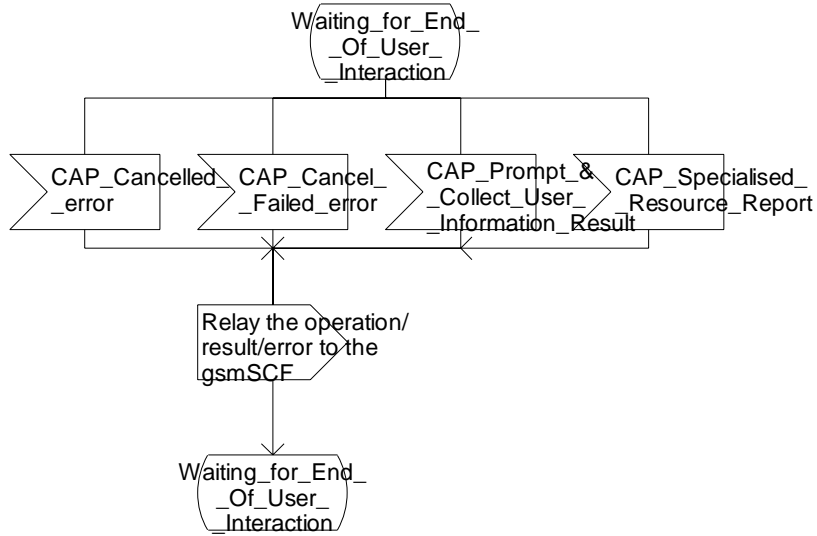 Waiting_for_End_
_Of_User_
_Interaction
CAP_Cancelled_
_error
CAP_Cancel_
_Failed_error
CAP_Prompt_&
_Collect_User_
_Information_Result
CAP_Specialised_
_Resource_Report
Relay the operation/
result/error to the
gsmSCF
Waiting_for_End_
_Of_User_
_Interaction